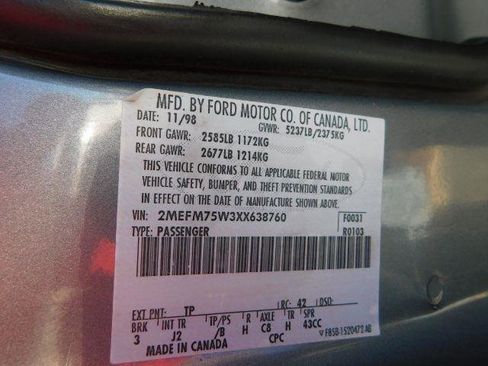 MFD. BY FORD MOTOR CO. OF CANADA, LTD.
DATE: 11/98 GVWR: 5237LB/2375KG
FRONT GAWR: 2585LB 1172KG
REAR GAWR: 2677LB 1214KG
THIS VEHICLE CONFORMS TO ALL APPLICABLE FEDERAL MOTOR
VEHICLE SAFETY, BUMPER, AND THEFT PREVENTION STANDARDS
IN EFFECT ON THE DATE OF MANUFACTURE SHOWN ABOVE.
VIN: 2MEFM75W3XX638760 F0031
TYPE: PASSENGER R0103
EXT PNT: TP RC: 42 DSO:
BRK INT TR TP/PS R AXLE TR SPR
3 J2 /B H C8 H 43CC
MADE IN CANADA CPC F85B-1520472-AB